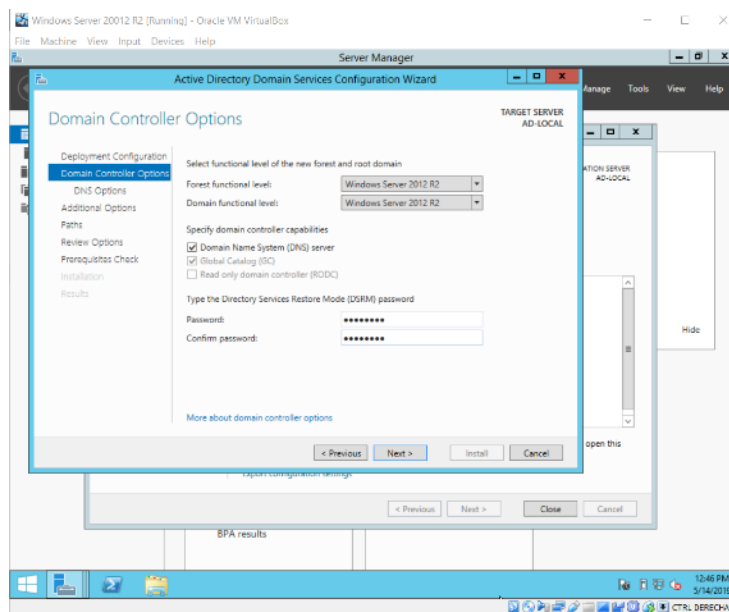 Windows Server 20012 R2 [Running] - Oracle VM VirtualBox
File Machine View Input Devices Help
Server Manager
Active Directory Domain Services Configuration Wizard
Manage Tools View Help
Domain Controller Options
TARGET SERVER
AD-LOCAL
ATION SERVER
AD-LOCAL
Deployment Configuration
Domain Controller Options
DNS Options
Additional Options
Paths
Review Options
Prerequisites Check
Installation
Results
Select functional level of the new forest and root domain
Forest functional level: Windows Server 2012 R2
Domain functional level: Windows Server 2012 R2
Specify domain controller capabilities
Domain Name System (DNS) server
Global Catalog (GC)
Read only domain controller (RODC)
Type the Directory Services Restore Mode (DSRM) password
Password: ●●●●●●●●
Confirm password: ●●●●●●●●
Hide
More about domain controller options
open this
< Previous Next > Install Cancel
Export configuration settings
< Previous Next > Close Cancel
BPA results
12:46 PM
CTRL DERECHA